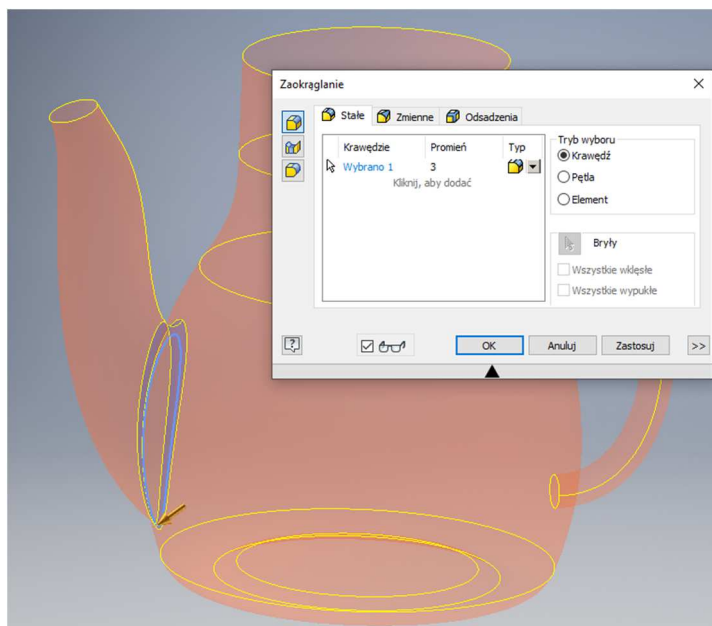 Zaokrąglanie
Stałe Zmienne Odsadzenia
Krawędzie Promień Typ
Wybrano 1 3
Kliknij, aby dodać
Tryb wyboru
Krawędź
Pętla
Element
Bryły
Wszystkie wklęsłe
Wszystkie wypukłe
OK Anuluj Zastosuj >>